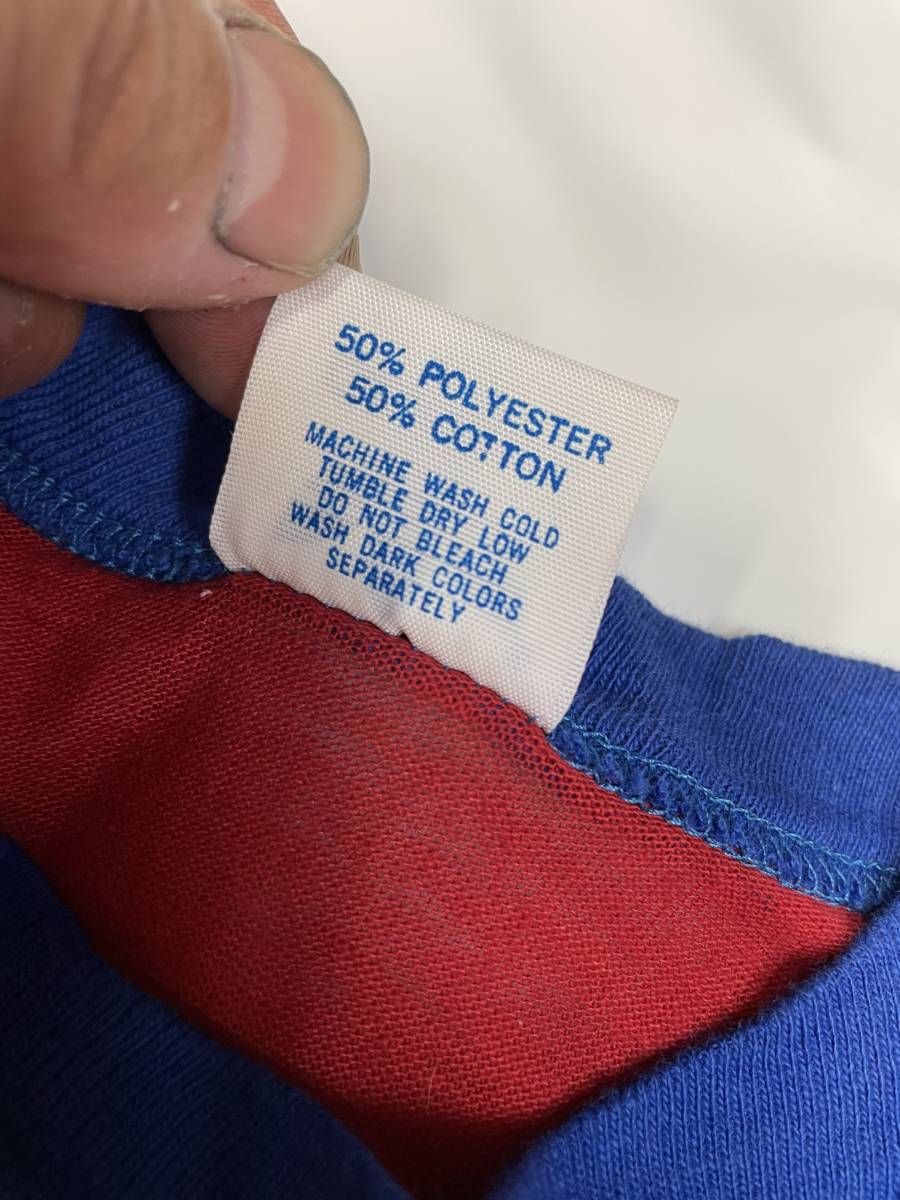 50% POLYESTER
50% COTTON
MACHINE WASH COLD
TUMBLE DRY LOW
DO NOT BLEACH
WASH DARK COLORS
SEPARATELY